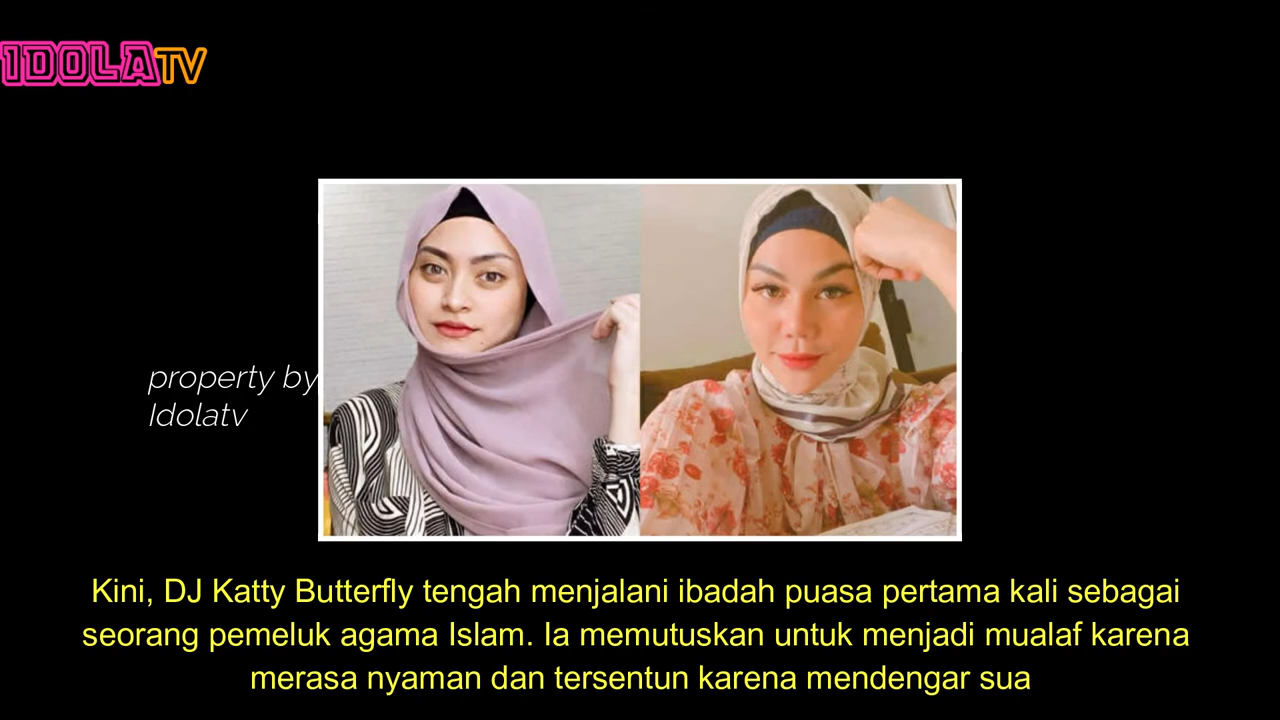 IDOLATV
property by
Idolatv
Kini, DJ Katty Butterfly tengah menjalani ibadah puasa pertama kali sebagai
seorang pemeluk agama Islam. Ia memutuskan untuk menjadi mualaf karena
merasa nyaman dan tersentun karena mendengar sua